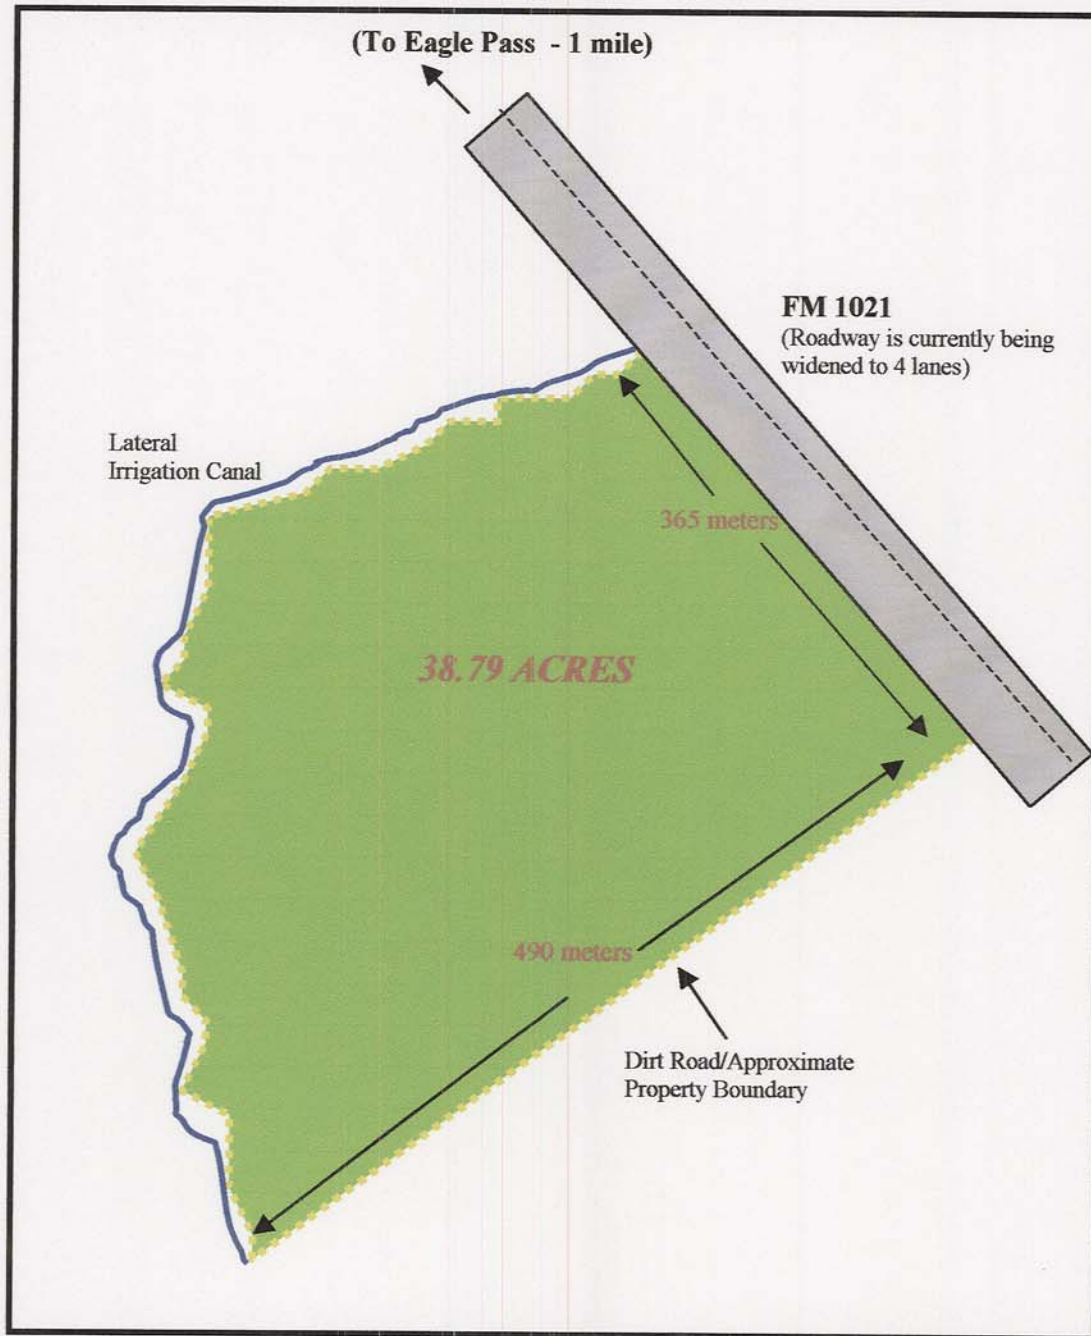 (To Eagle Pass - 1 mile)
FM 1021
(Roadway is currently being
widened to 4 lanes)
Lateral
Irrigation Canal
365 meters
38.79 ACRES
490 meters
Dirt Road/Approximate
Property Boundary